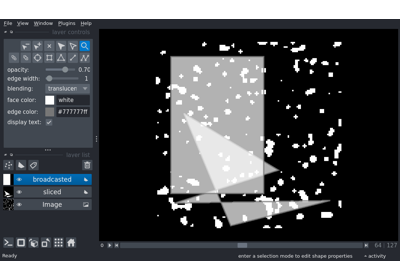 File View Window Plugins Help
layer controls
opacity: 0.70
edge width: 1
blending: translucen
face color: white
edge color: #777777ff
display text:
layer list
broadcasted
sliced
Image
0 64 127
Ready enter a selection mode to edit shape properties activity